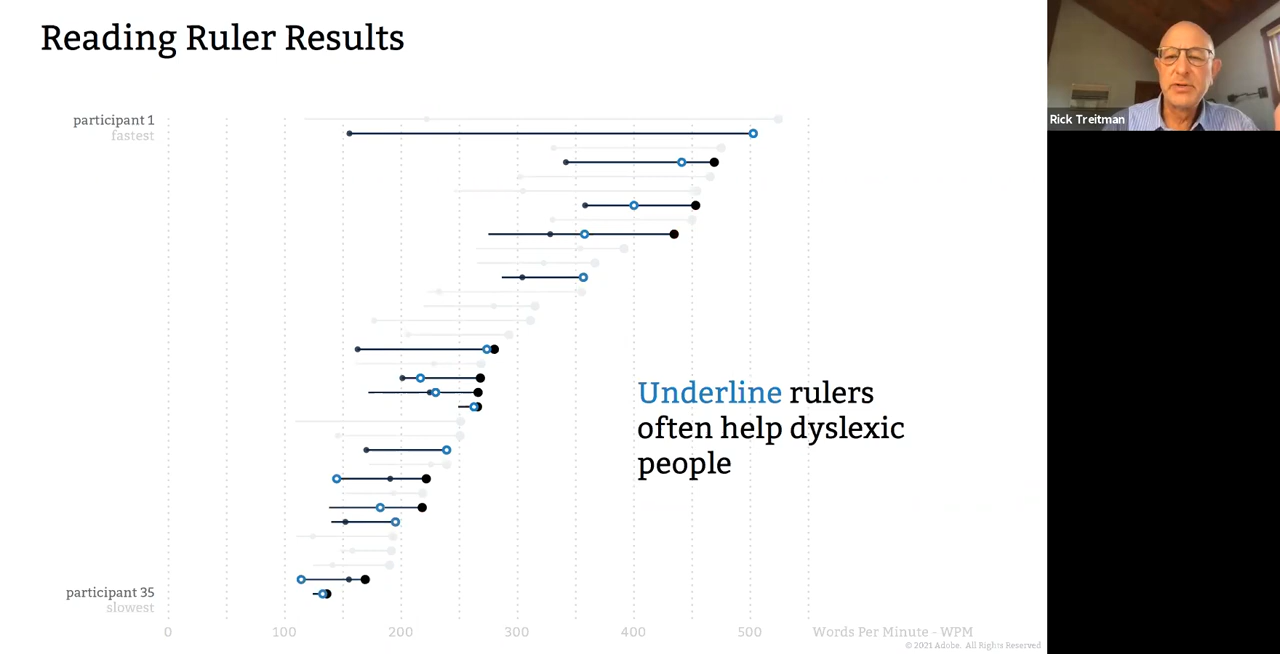 Reading Ruler Results
Rick Treitman
participant 1
fastest
Underline rulers
often help dyslexic
people
participant 35
slowest
0 100 200 300 400 500 Words Per Minute - WPM
© 2021 Adobe. All Rights Reserved